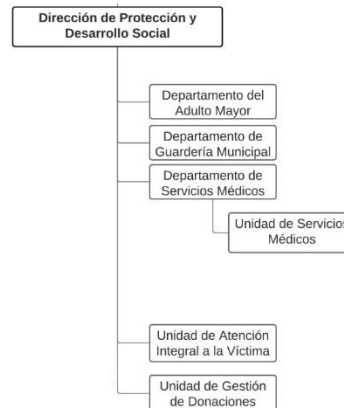 Dirección de Protección y
Desarrollo Social
Departamento del
Adulto Mayor
Departamento de
Guardería Municipal
Departamento de
Servicios Médicos
Unidad de Servicios
Médicos
Unidad de Atención
Integral a la Víctima
Unidad de Gestión
de Donaciones